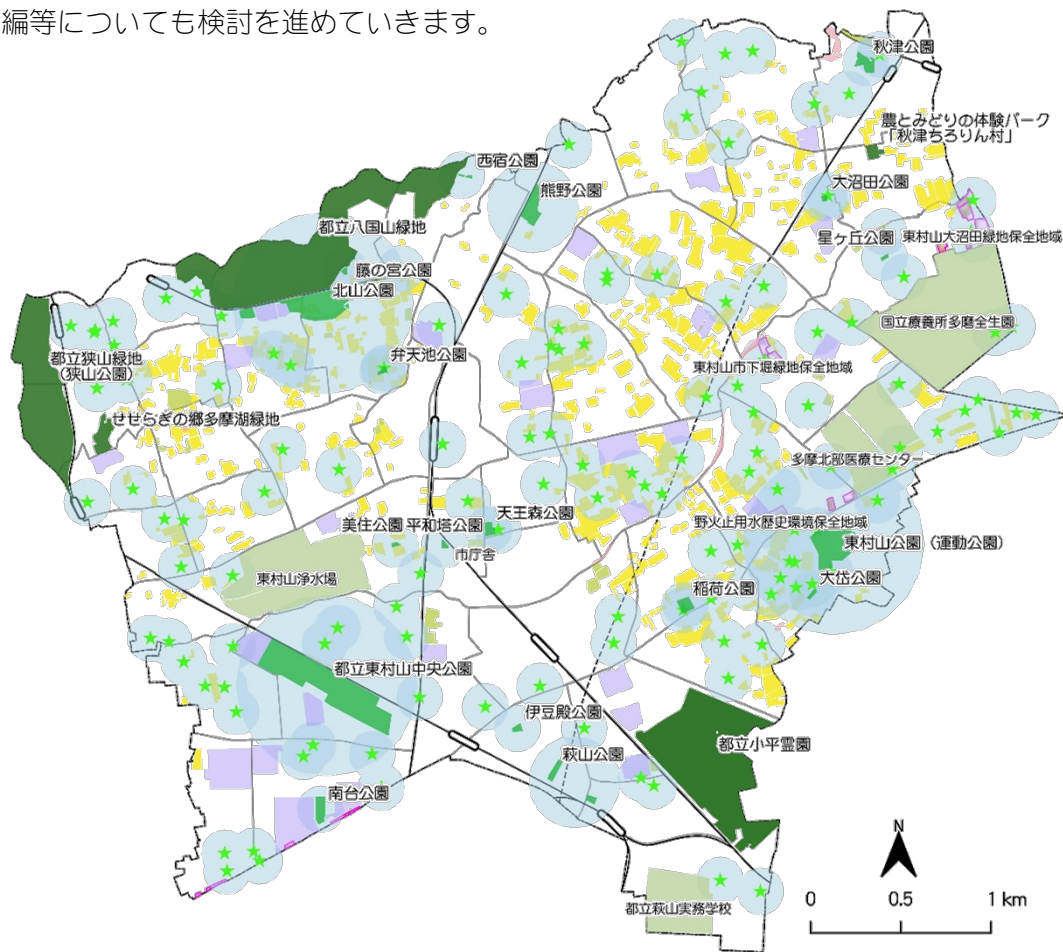 編等についても検討を進めていきます。
秋津公園
農とみどりの体験パーク
「秋津ちろりん村」
西宿公園
熊野公園
大沼田公園
都立八国山緑地
星ヶ丘公園
東村山大沼田緑地保全地域
藤の宮公園
北山公園
国立療養所多磨全生園
都立狭山緑地
(狭山公園)
弁天池公園
東村山市下堀緑地保全地域
せせらぎの郷多摩湖緑地
多摩北部医療センター
天王森公園
美住公園
平和塔公園
野火止用水歴史環境保全地域
市庁舎
東村山公園（運動公園）
東村山浄水場
大岱公園
稲荷公園
都立東村山中央公園
伊豆殿公園
都立小平霊園
萩山公園
南台公園
N
都立萩山実務学校
0 0.5 1 km